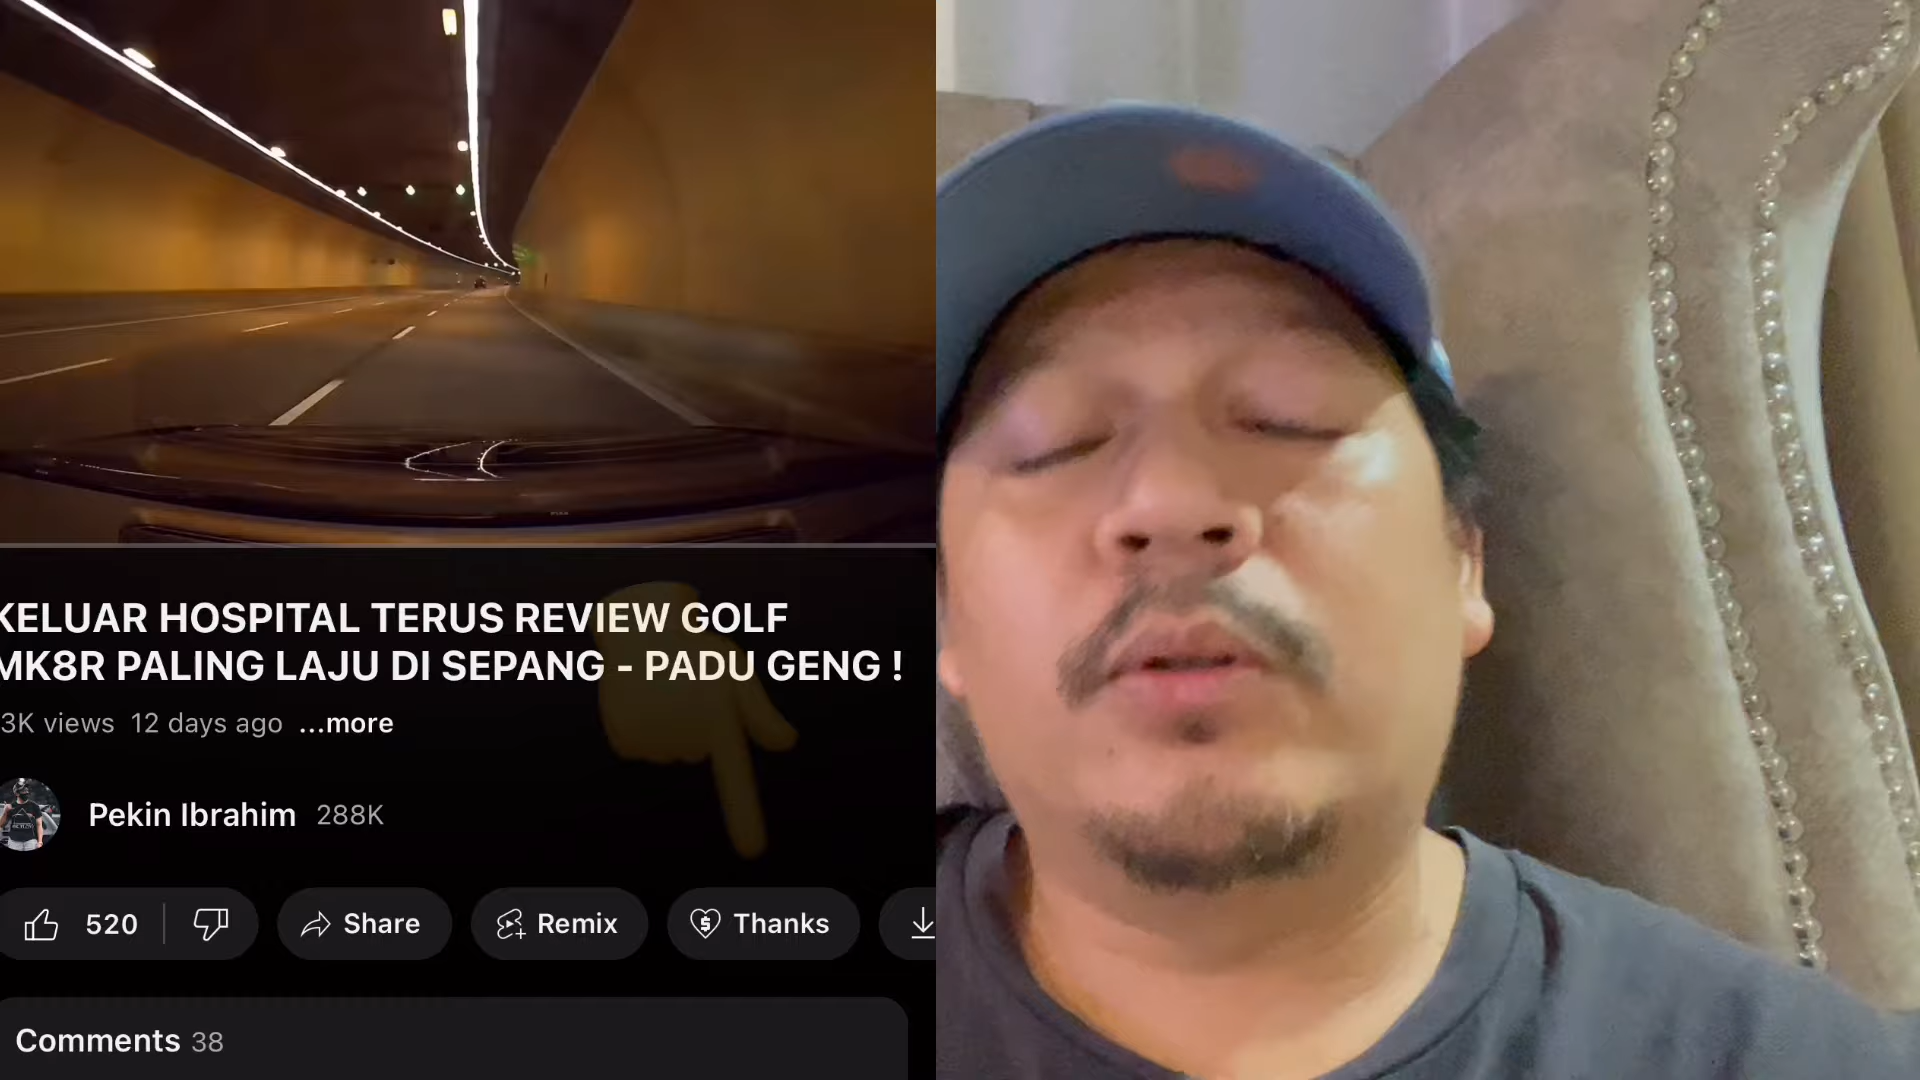 KELUAR HOSPITAL TERUS REVIEW GOLF
MK8R PALING LAJU DI SEPANG - PADU GENG !
3K views 12 days ago ...more
Pekin Ibrahim 288K
520 Share Remix Thanks
Comments 38